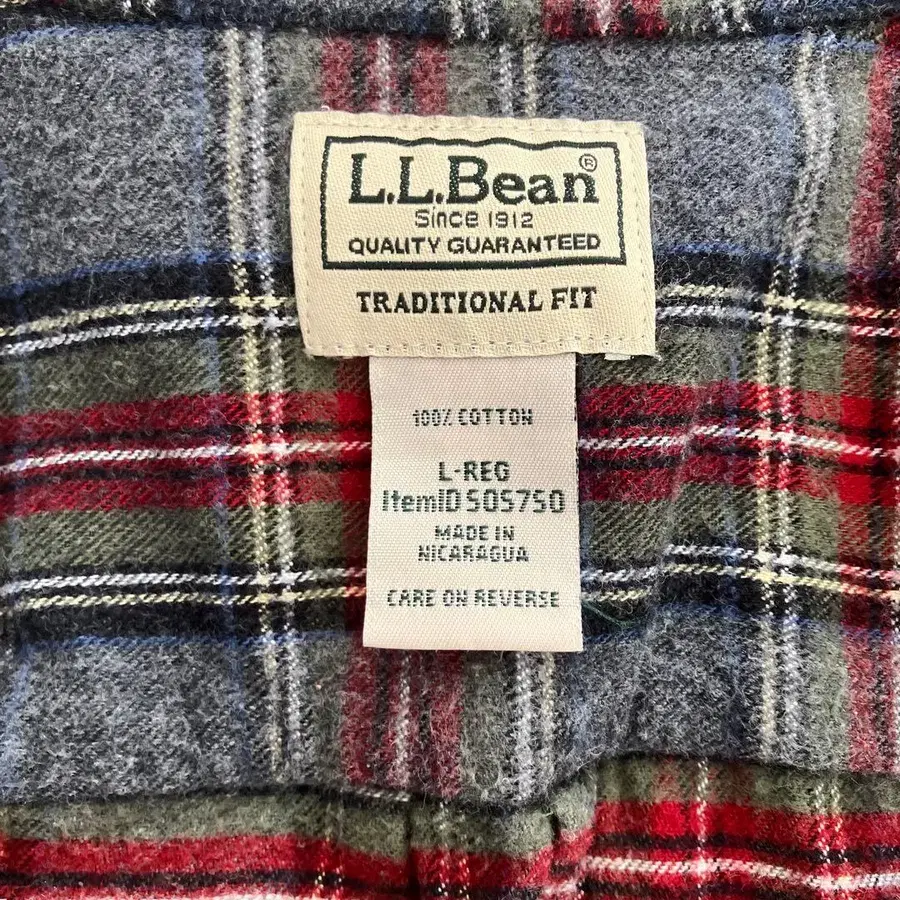 L.L.Bean®
Since 1912
QUALITY GUARANTEED
TRADITIONAL FIT
100% COTTON
L-REG
ItemID 505750
MADE IN
NICARAGUA
CARE ON REVERSE